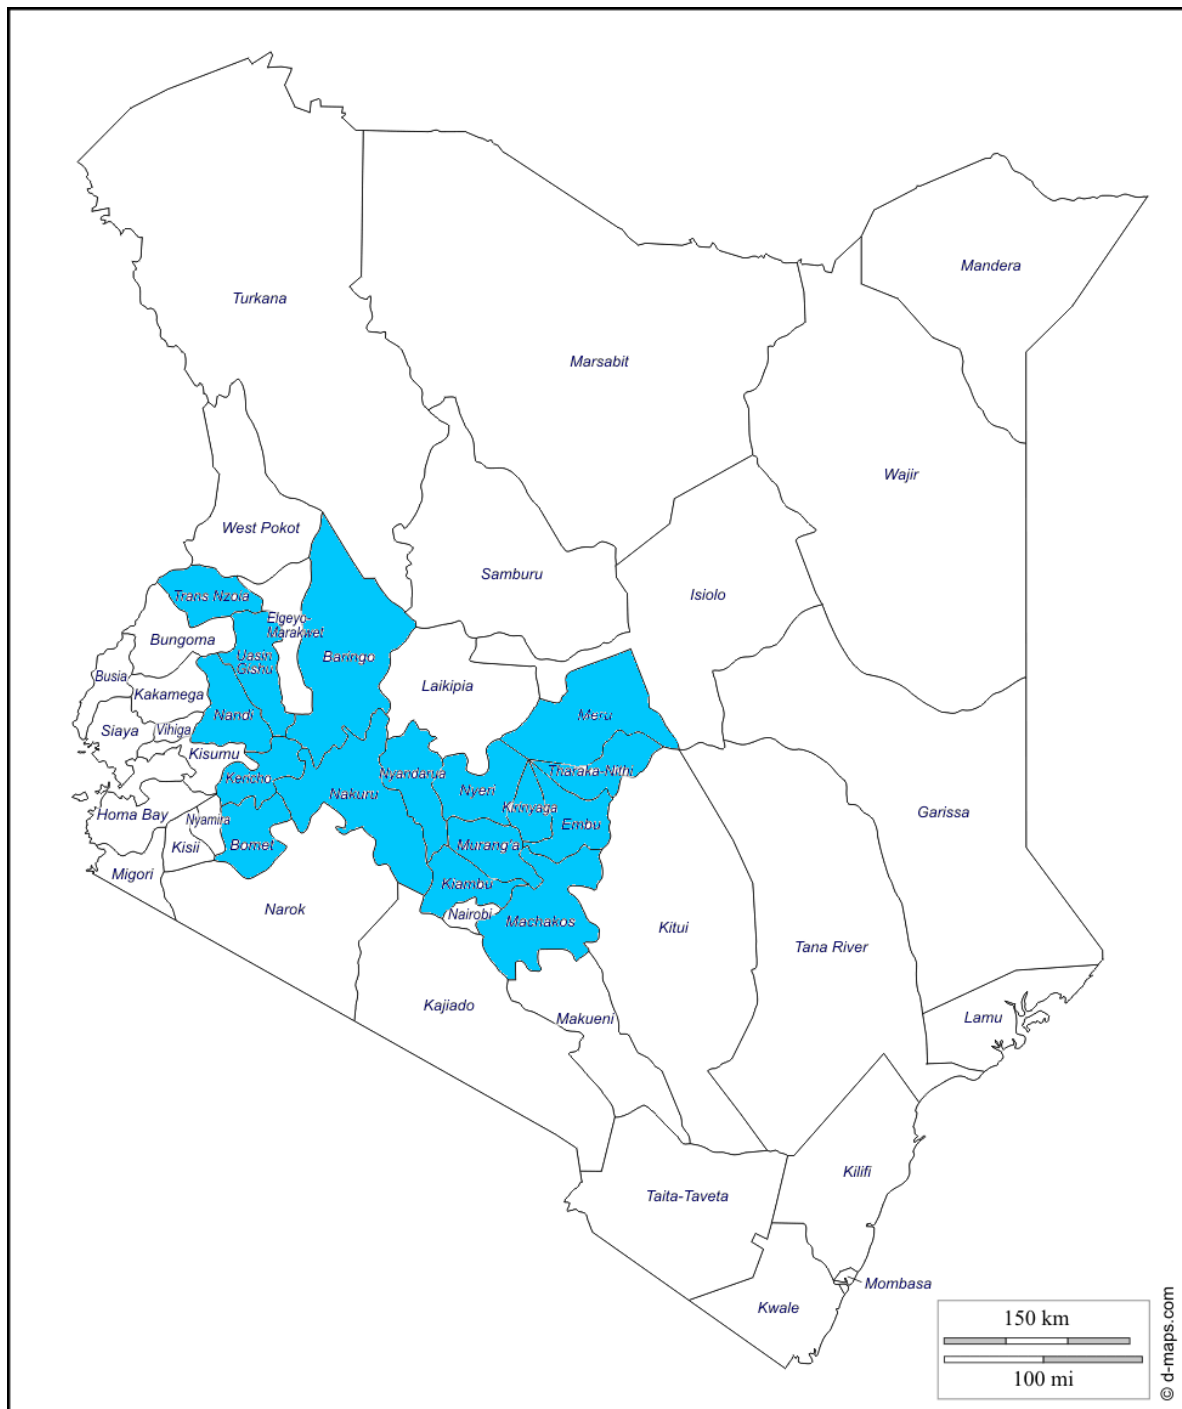 Mandera
Turkana
Marsabit
Wajir
West Pokot
Samburu
Isiolo
Trans Nzoia
Elgeyo-
Marakwet
Bungoma
Uasin
Gishu
Baringo
Busia
Kakamega
Laikipia
Nandi
Meru
Siaya
Vihiga
Kisumu
Kericho
Nyandarua
Tharaka-Nithi
Nakuru
Nyeri
Kirinyaga
Homa Bay
Nyamira
Embu
Garissa
Kisii
Bomet
Murang'a
Migori
Kiambu
Narok
Nairobi
Machakos
Kitui
Tana River
Kajiado
Makueni
Lamu
Kilifi
Taita-Taveta
Mombasa
Kwale
150 km
100 mi
© d-maps.com